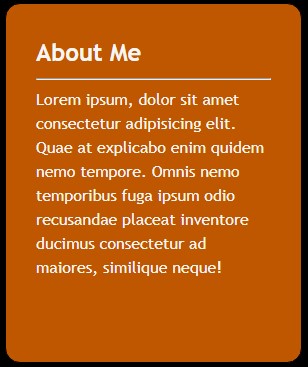 About Me
Lorem ipsum, dolor sit amet
consectetur adipisicing elit.
Quae at explicabo enim quidem
nemo tempore. Omnis nemo
temporibus fuga ipsum odio
recusandae placeat inventore
ducimus consectetur ad
maiores, similique neque!